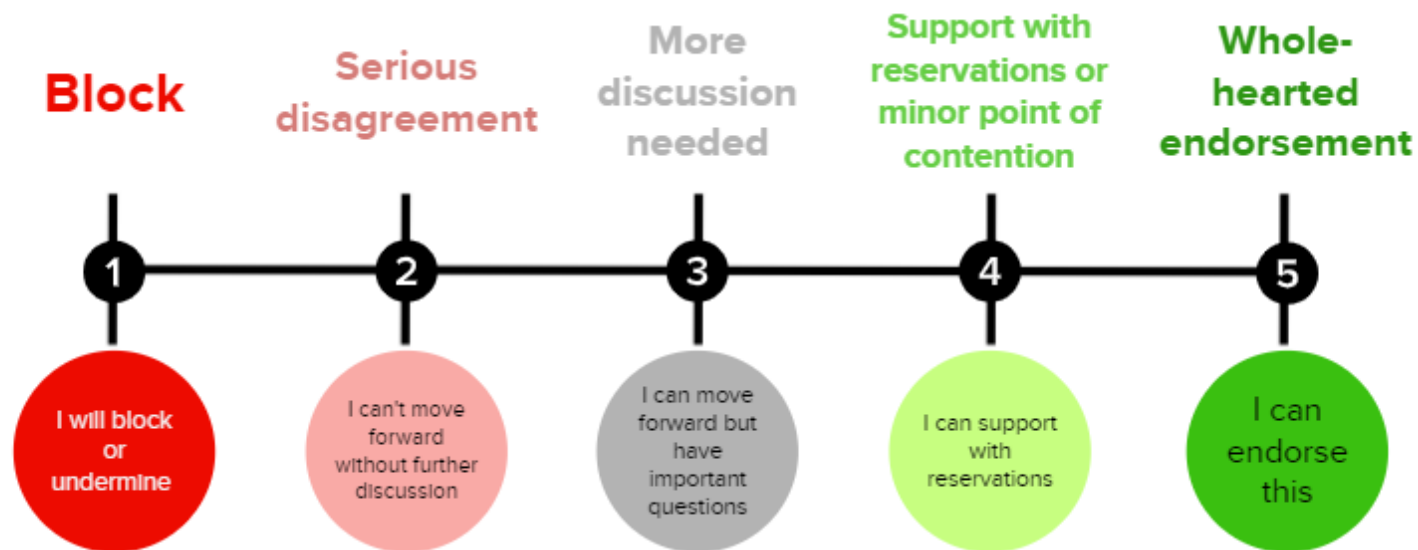 Block
Serious
disagreement
More
discussion
needed
Support with
reservations or
minor point of
contention
Whole-
hearted
endorsement
1
2
3
4
5
I will block
or
undermine
I can't move
forward
without further
discussion
I can move
forward but
have
important
questions
I can support
with
reservations
I can
endorse
this